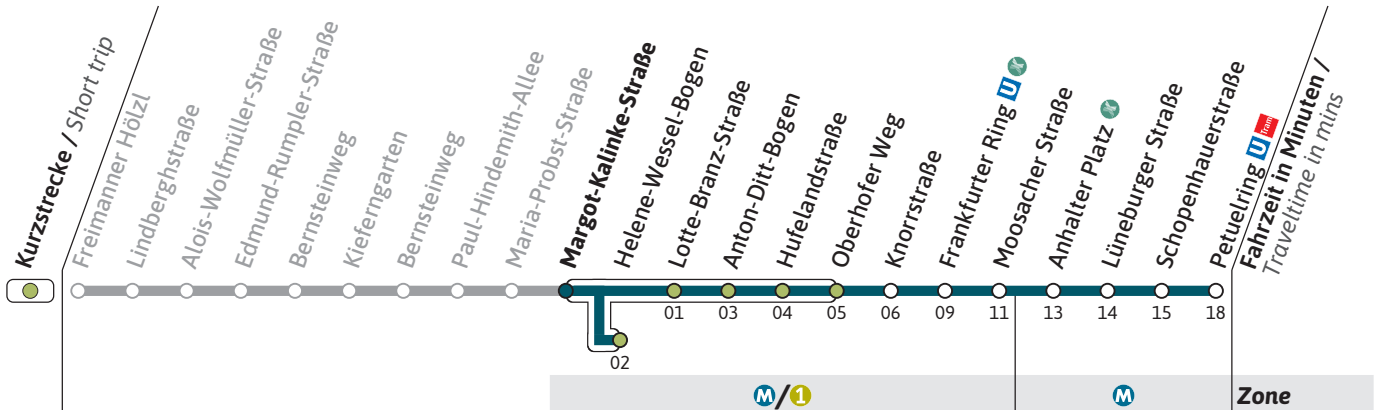 Kurzstrecke / Short trip
Freimanner Hölzl
Lindberghstraße
Alois-Wolfmüller-Straße
Edmund-Rumpler-Straße
Bernsteinweg
Kieferngarten
Bernsteinweg
Paul-Hindemith-Allee
Maria-Probst-Straße
Margot-Kalinke-Straße
Helene-Wessel-Bogen
Lotte-Branz-Straße
Anton-Ditt-Bogen
Hufelandstraße
Oberhofer Weg
Knorrstraße
Frankfurter Ring U
Moosacher Straße
Anhalter Platz
Lüneburger Straße
Schopenhauerstraße
Petuelring U Tram
Fahrzeit in Minuten /
Traveltime in mins
01 03 04 05 06 09 11 13 14 15 18
02
M/1 M Zone